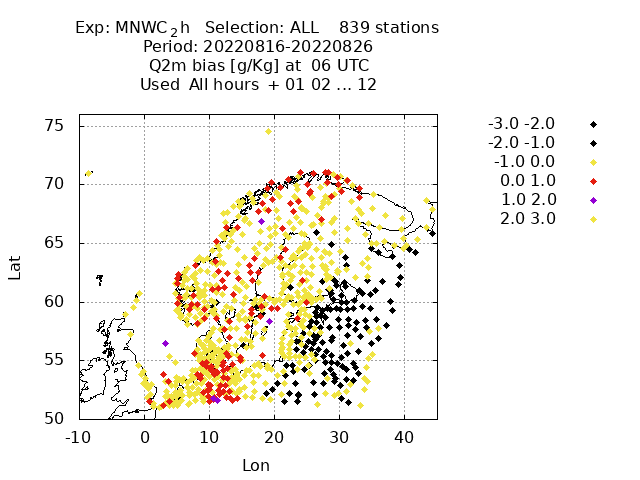 Exp: MNWC_2h Selection: ALL 839 stations
Period: 20220816-20220826
Q2m bias [g/Kg] at 06 UTC
Used All hours + 01 02 ... 12
75
70
65
60
55
50
-10 0 10 20 30 40
Lat
Lon
-3.0 -2.0
-2.0 -1.0
-1.0 0.0
0.0 1.0
1.0 2.0
2.0 3.0